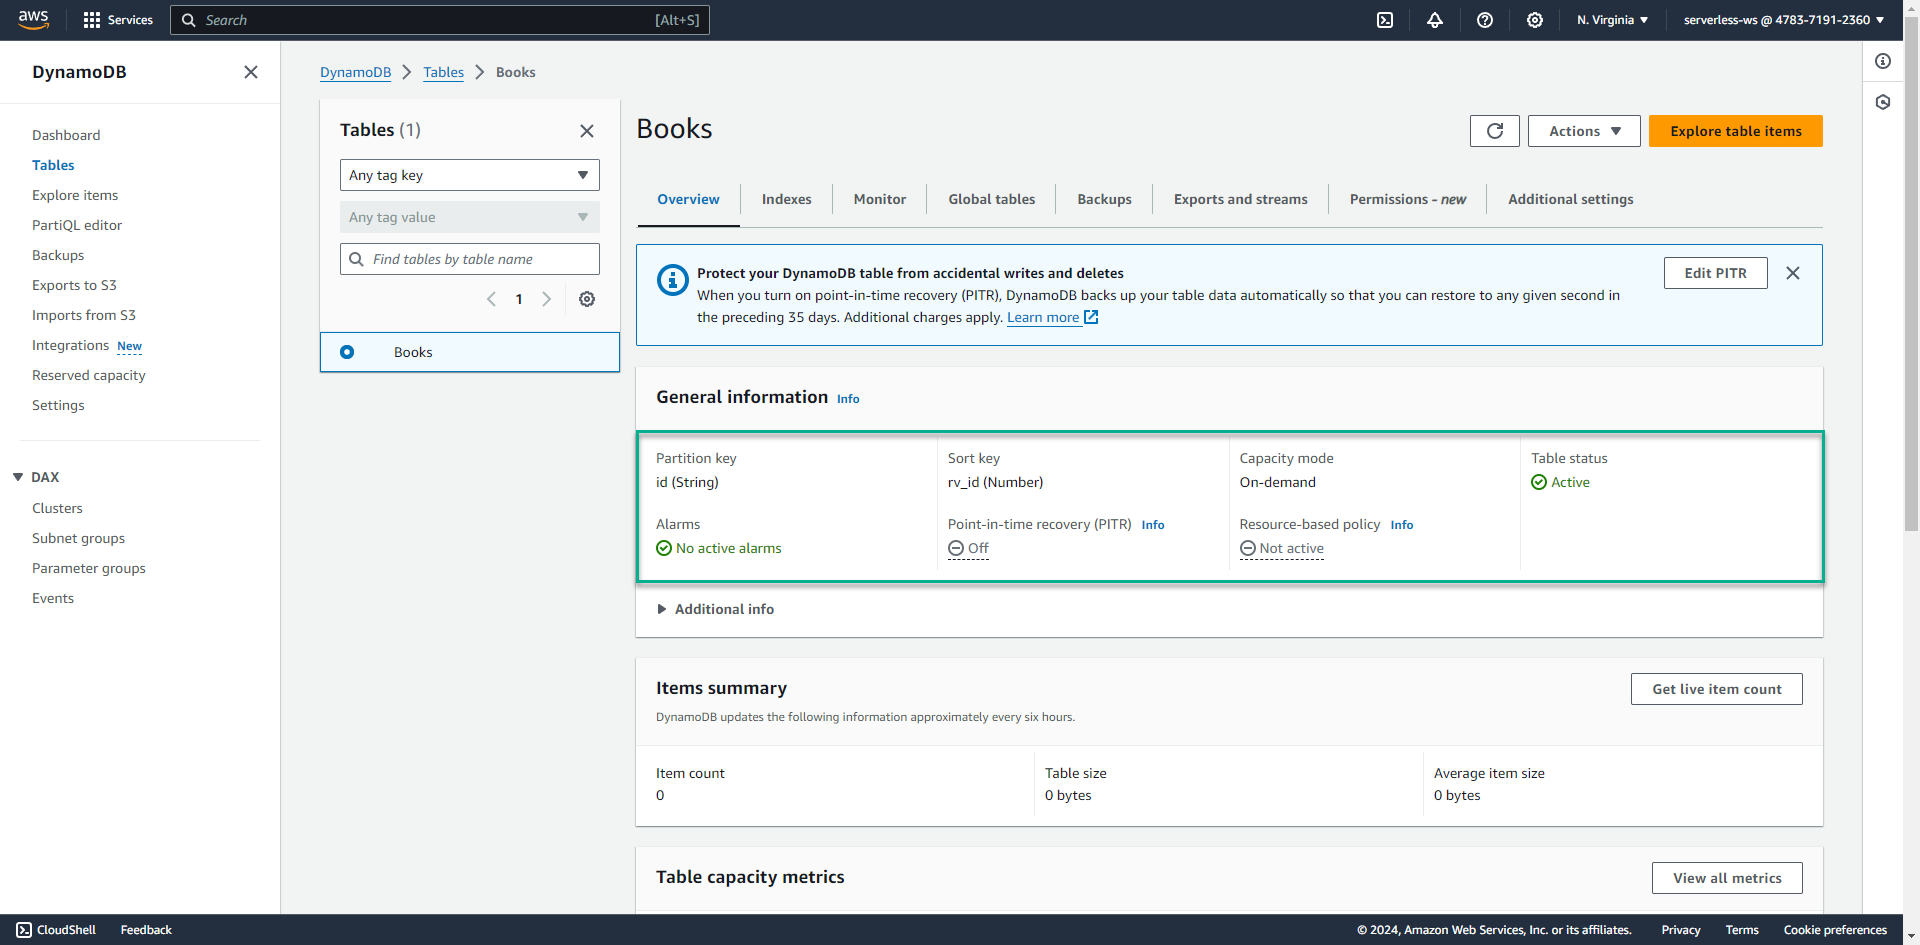 aws
Services
Search
[Alt+S]
N. Virginia
serverless-ws @ 4783-7191-2360
DynamoDB
Dashboard
Tables
Explore items
PartiQL editor
Backups
Exports to S3
Imports from S3
Integrations New
Reserved capacity
Settings
DAX
Clusters
Subnet groups
Parameter groups
Events
DynamoDB
Tables
Books
Tables (1)
Any tag key
Any tag value
Find tables by table name
1
Books
Books
Actions
Explore table items
Overview
Indexes
Monitor
Global tables
Backups
Exports and streams
Permissions - new
Additional settings
Protect your DynamoDB table from accidental writes and deletes
When you turn on point-in-time recovery (PITR), DynamoDB backs up your table data automatically so that you can restore to any given second in
the preceding 35 days. Additional charges apply. Learn more
Edit PITR
General information Info
Partition key
id (String)
Sort key
rv_id (Number)
Capacity mode
On-demand
Table status
Active
Alarms
No active alarms
Point-in-time recovery (PITR) Info
Off
Resource-based policy Info
Not active
Additional info
Items summary
Get live item count
DynamoDB updates the following information approximately every six hours.
Item count
0
Table size
0 bytes
Average item size
0 bytes
Table capacity metrics
View all metrics
CloudShell
Feedback
© 2024, Amazon Web Services, Inc. or its affiliates.
Privacy
Terms
Cookie preferences